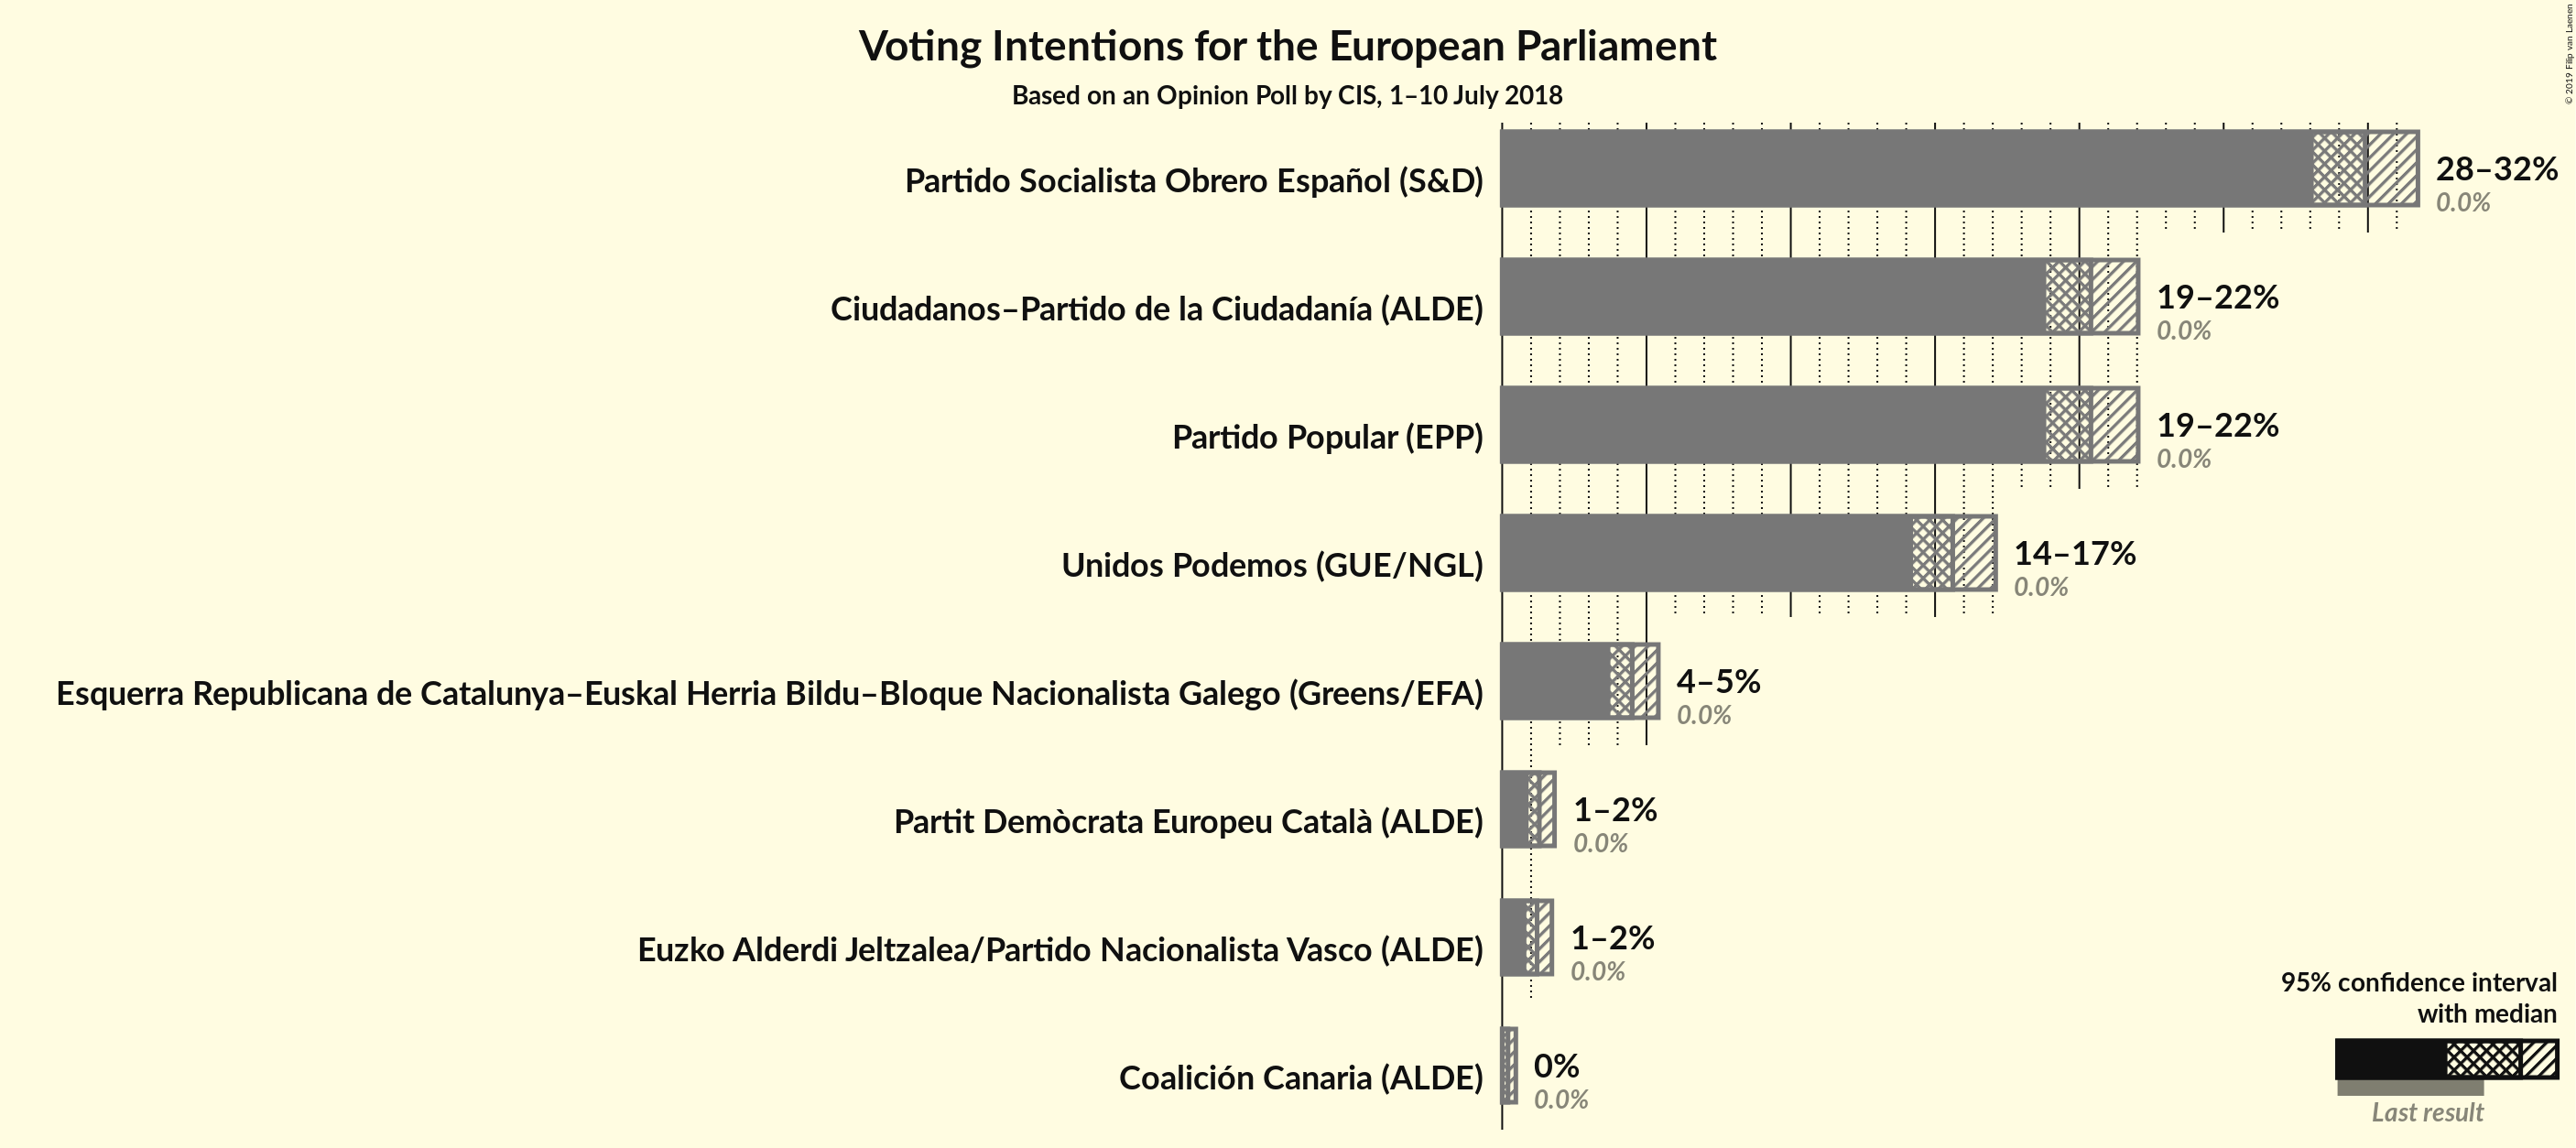 Voting Intentions for the European Parliament
Based on an Opinion Poll by CIS, 1–10 July 2018
© 2019 Filip van Laenen
Partido Socialista Obrero Español (S&D)
28–32%
0.0%
Ciudadanos–Partido de la Ciudadanía (ALDE)
19–22%
0.0%
Partido Popular (EPP)
19–22%
0.0%
Unidos Podemos (GUE/NGL)
14–17%
0.0%
Esquerra Republicana de Catalunya–Euskal Herria Bildu–Bloque Nacionalista Galego (Greens/EFA)
4–5%
0.0%
Partit Demòcrata Europeu Català (ALDE)
1–2%
0.0%
Euzko Alderdi Jeltzalea/Partido Nacionalista Vasco (ALDE)
1–2%
0.0%
Coalición Canaria (ALDE)
0%
0.0%
95% confidence interval
with median
Last result